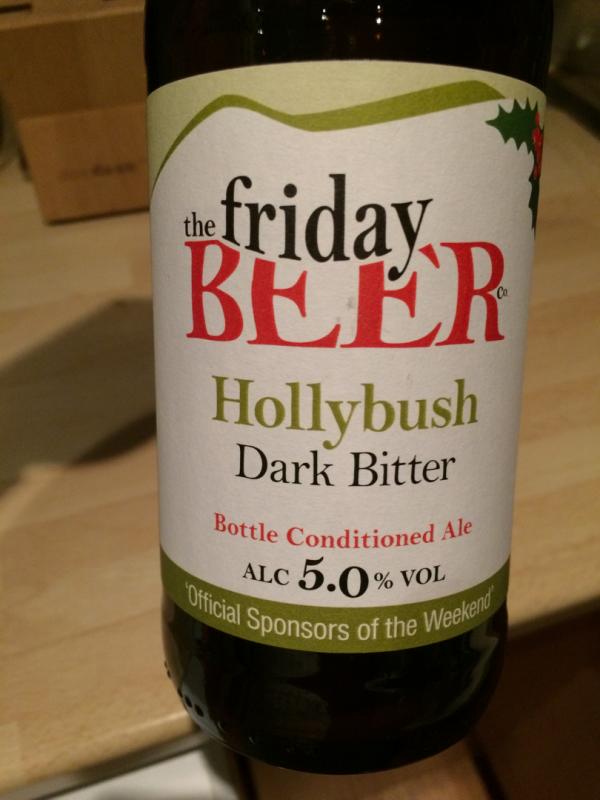 the friday
BEER co.
Hollybush
Dark Bitter
Bottle Conditioned Ale
ALC 5.0% VOL
'Official Sponsors of the Weekend'